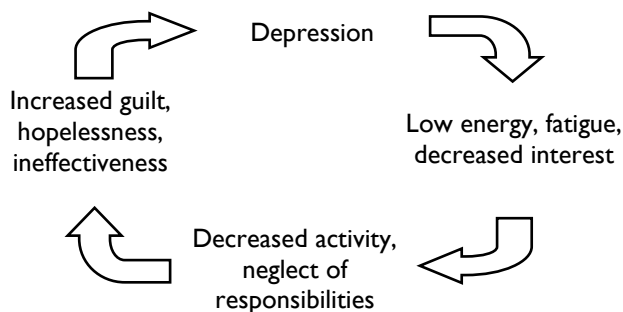 Depression
Low energy, fatigue,
decreased interest
Decreased activity,
neglect of
responsibilities
Increased guilt,
hopelessness,
ineffectiveness